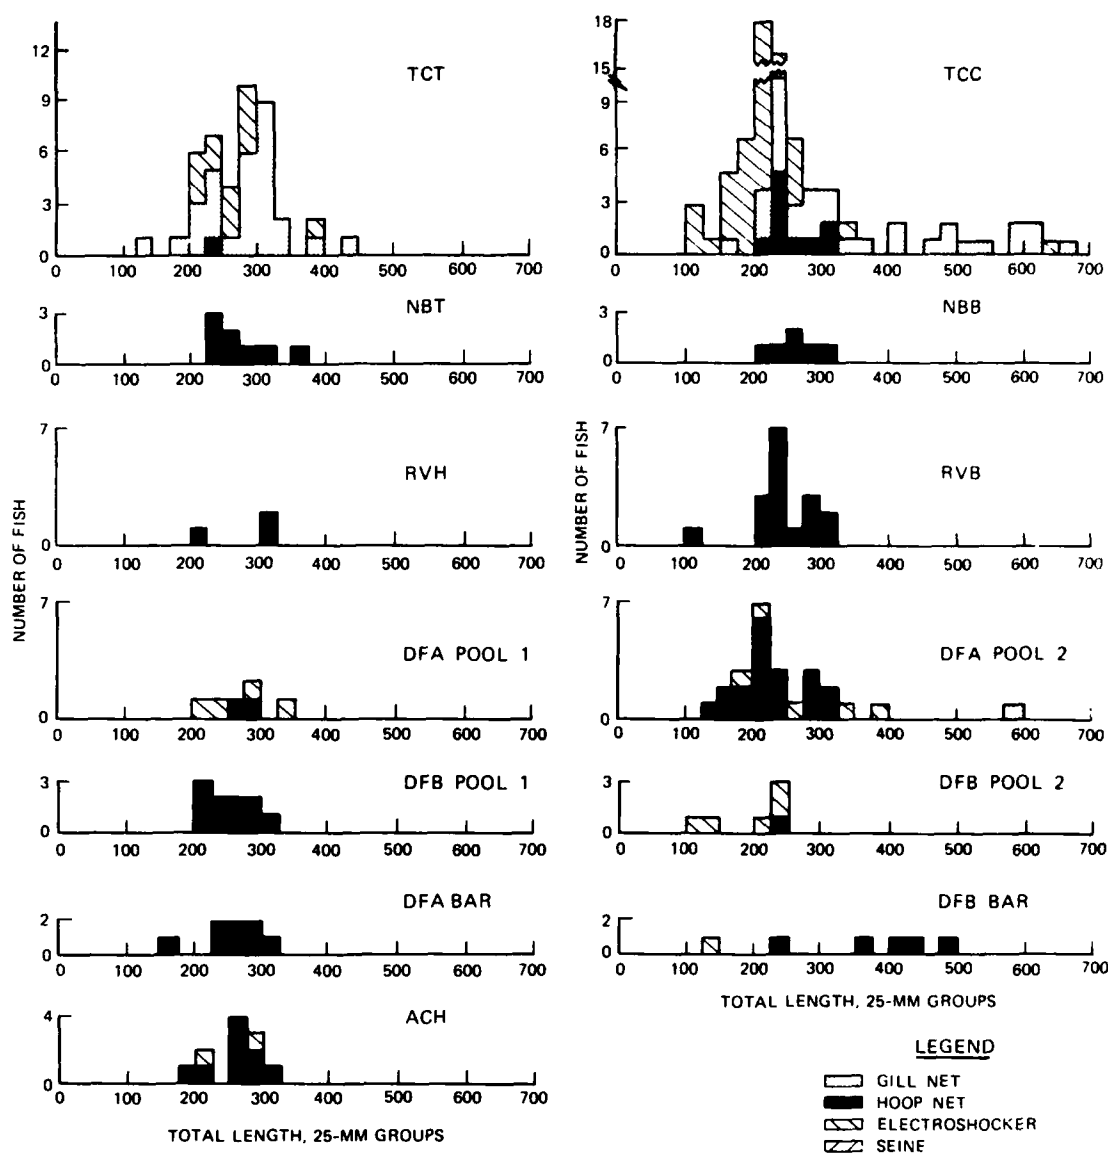 12
9
6
3
0
TCT
0 100 200 300 400 500 600 700
18
15
9
6
3
0
TCC
0 100 200 300 400 500 600 700
3
0
NBT
0 100 200 300 400 500 600 700
3
0
NBB
0 100 200 300 400 500 600 700
NUMBER OF FISH
7
0
RVH
0 100 200 300 400 500 600 700
NUMBER OF FISH
7
0
RVB
0 100 200 300 400 500 600 700
7
0
DFA POOL 1
0 100 200 300 400 500 600 700
7
0
DFA POOL 2
0 100 200 300 400 500 600 700
3
0
DFB POOL 1
0 100 200 300 400 500 600 700
3
0
DFB POOL 2
0 100 200 300 400 500 600 700
2
0
DFA BAR
0 100 200 300 400 500 600 700
2
0
DFB BAR
0 100 200 300 400 500 600 700
TOTAL LENGTH, 25-MM GROUPS
4
0
ACH
0 100 200 300 400 500 600 700
TOTAL LENGTH, 25-MM GROUPS
LEGEND
GILL NET
HOOP NET
ELECTROSHOCKER
SEINE